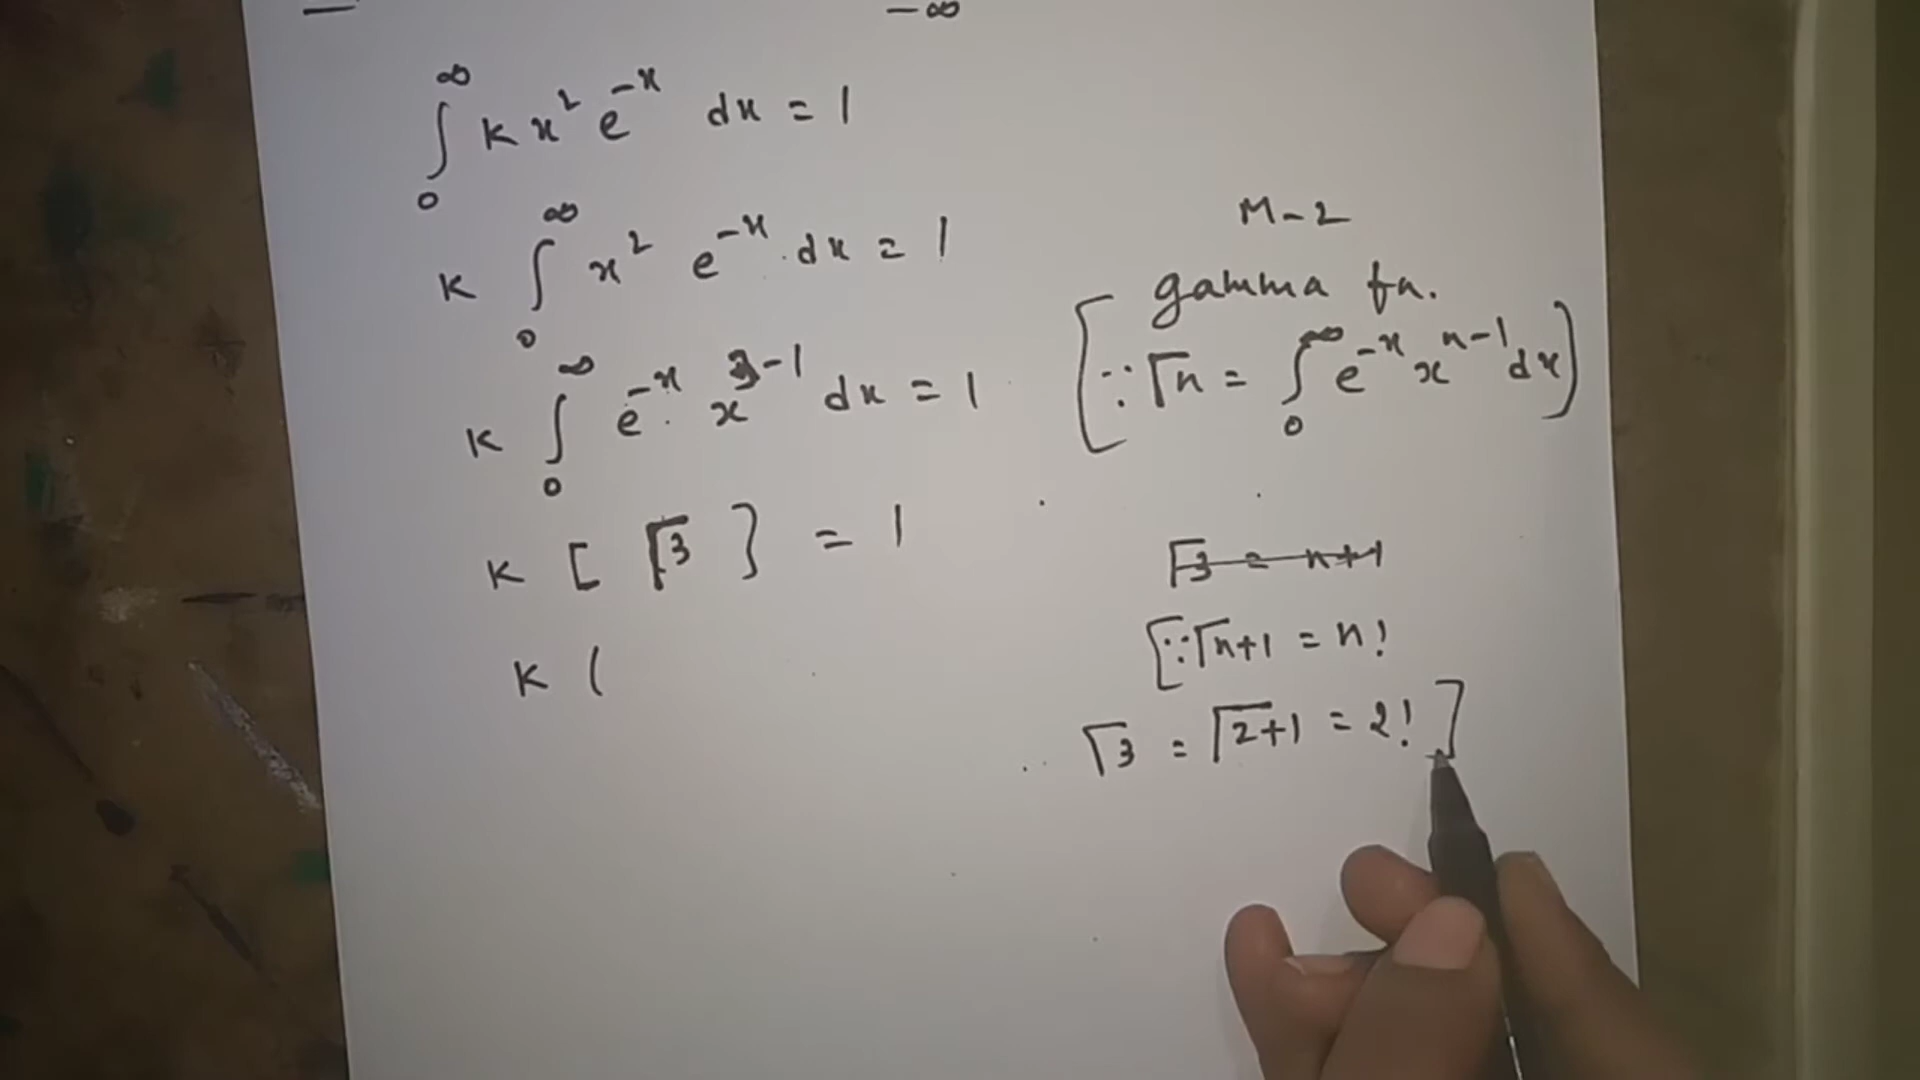 -∞
∫₀^∞ k x² e^-x dx = 1
k ∫₀^∞ x² e^-x . dx = 1
k ∫₀^∞ e^-x . x^3-1 dx = 1
k [ Γ3 ] = 1
k (
M-2
gamma fn.
[∵ Γn = ∫₀^∞ e^-x x^n-1 dx]
Γ3 = n+1
[∵ Γn+1 = n!
Γ3 = Γ2+1 = 2! ]